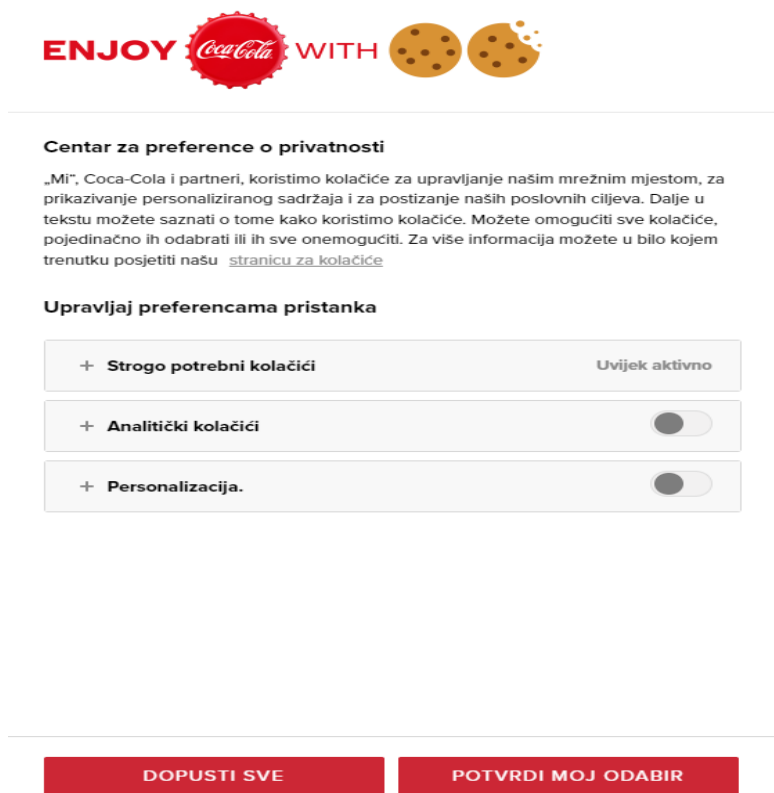 ENJOY Coca-Cola WITH
Centar za preference o privatnosti
„Mi“, Coca-Cola i partneri, koristimo kolačiće za upravljanje našim mrežnim mjestom, za
prikazivanje personaliziranog sadržaja i za postizanje naših poslovnih ciljeva. Dalje u
tekstu možete saznati o tome kako koristimo kolačiće. Možete omogućiti sve kolačiće,
pojedinačno ih odabrati ili ih sve onemogućiti. Za više informacija možete u bilo kojem
trenutku posjetiti našu stranicu za kolačiće
Upravljaj preferencama pristanka
+ Strogo potrebni kolačići Uvijek aktivno
+ Analitički kolačići
+ Personalizacija.
DOPUSTI SVE POTVRDI MOJ ODABIR